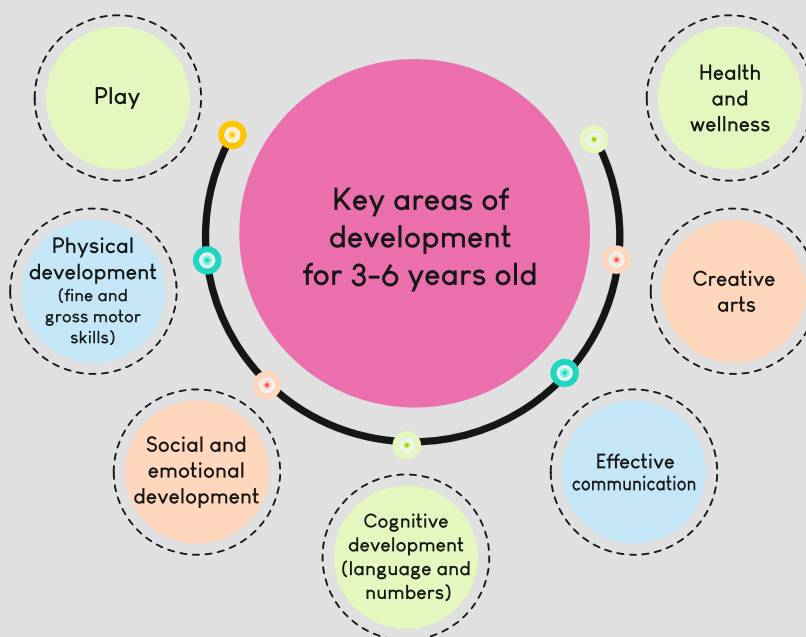 Key areas of
development
for 3-6 years old
Play
Physical
development
(fine and
gross motor
skills)
Social and
emotional
development
Cognitive
development
(language and
numbers)
Effective
communication
Creative
arts
Health
and
wellness